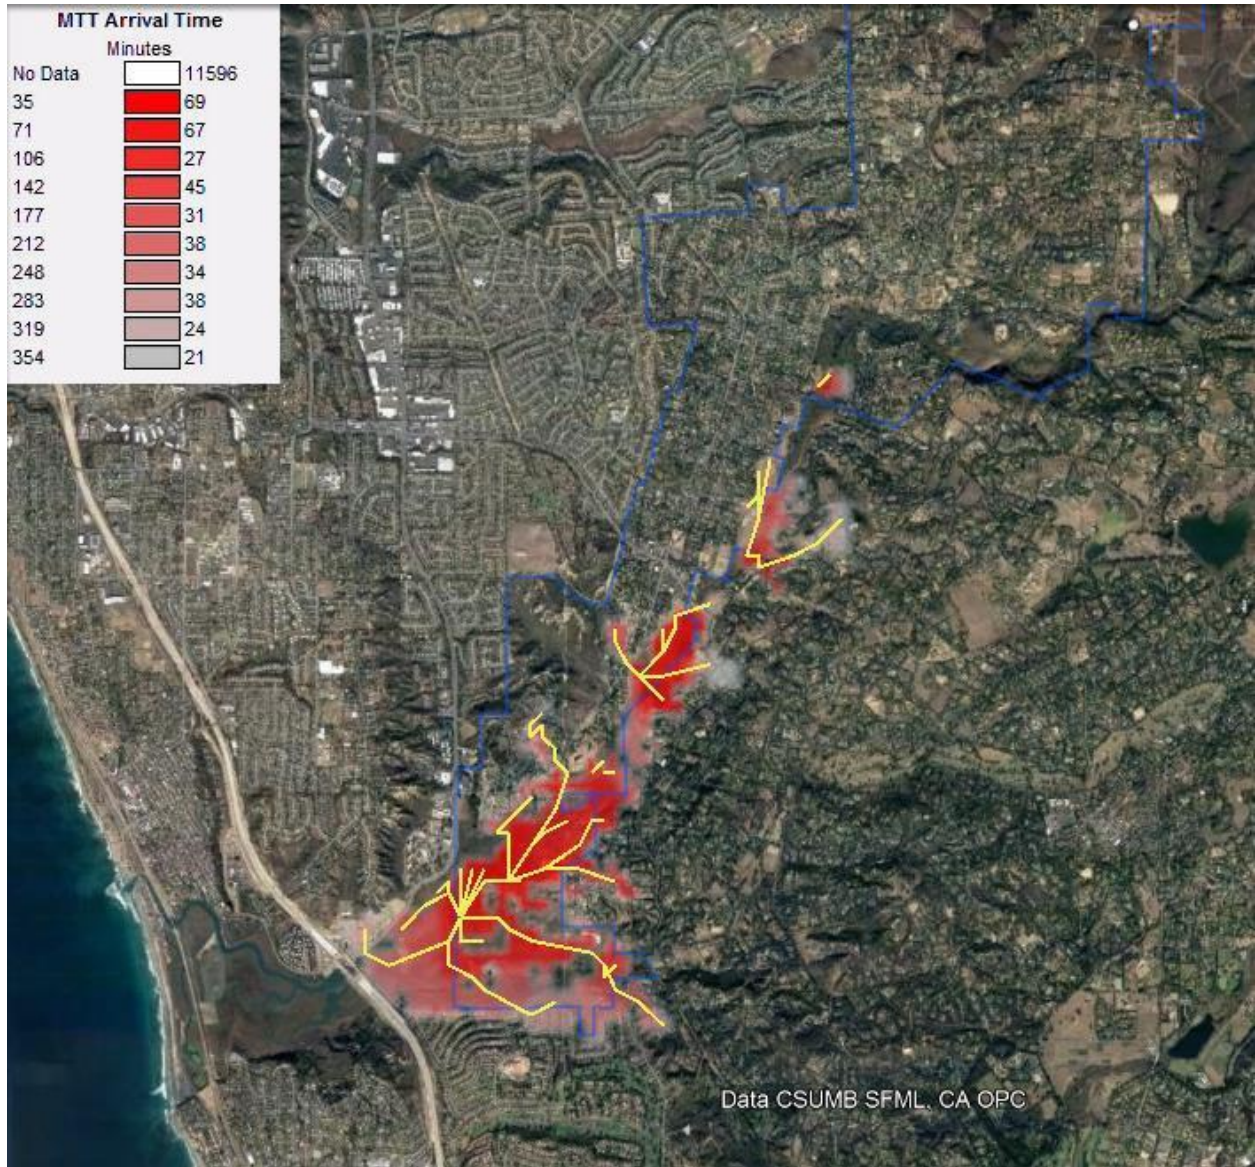 MTT Arrival Time
Minutes
No Data 11596
35 69
71 67
106 27
142 45
177 31
212 38
248 34
283 38
319 24
354 21
Data CSUMB SFML, CA OPC